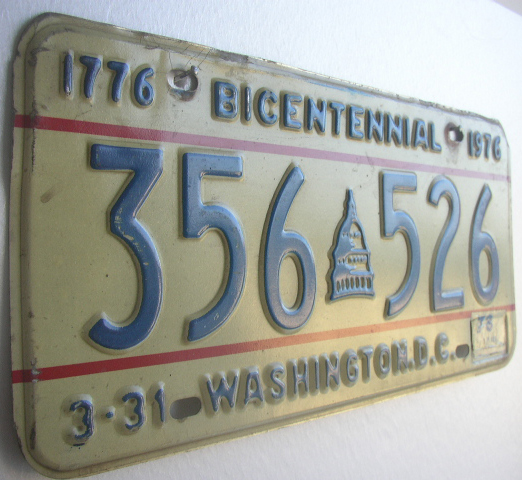 1776 BICENTENNIAL 1976
356 526
3-31 WASHINGTON.D.C.